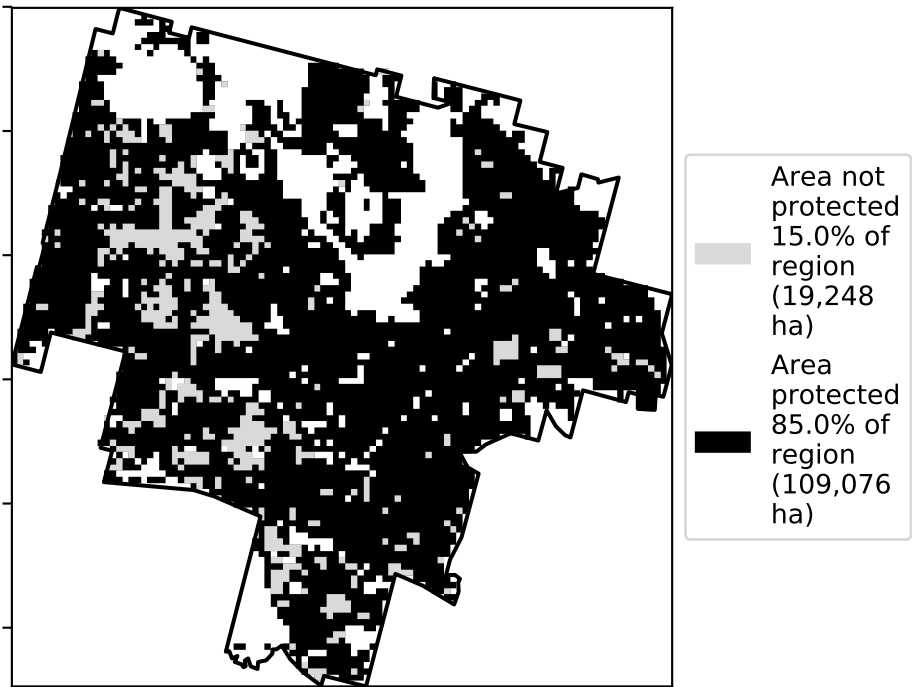 Area not
protected
15.0% of
region
(19,248
ha)
Area
protected
85.0% of
region
(109,076
ha)